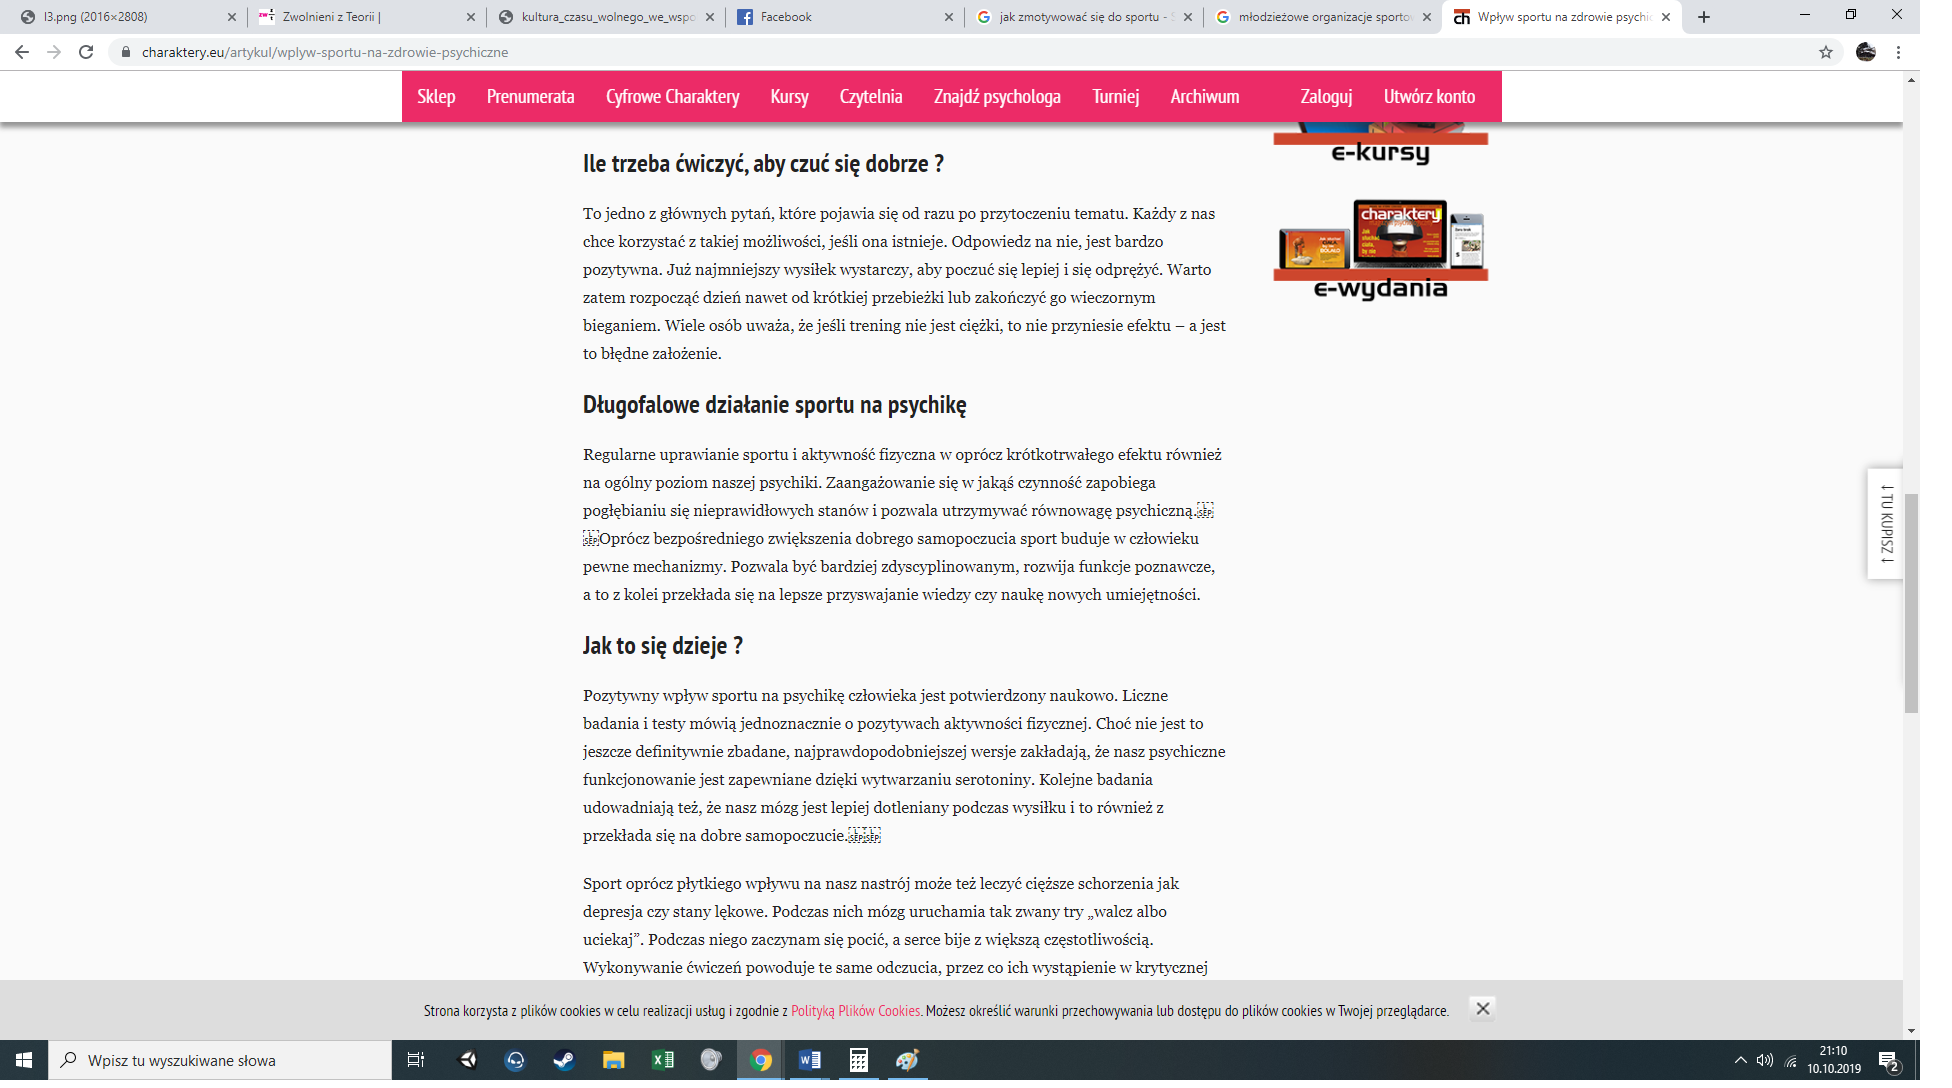 l3.png (2016×2808)
Zwolnieni z Teorii |
kultura_czasu_wolnego_we_wspo
Facebook
jak zmotywować się do sportu - S
młodzieżowe organizacje sportow
Wpływ sportu na zdrowie psychic
charaktery.eu/artykul/wplyw-sportu-na-zdrowie-psychiczne
Sklep Prenumerata Cyfrowe Charaktery Kursy Czytelnia Znajdź psychologa Turniej Archiwum Zaloguj Utwórz konto
e-kursy
charaktery
e-wydania
Ile trzeba ćwiczyć, aby czuć się dobrze ?
To jedno z głównych pytań, które pojawia się od razu po przytoczeniu tematu. Każdy z nas
chce korzystać z takiej możliwości, jeśli ona istnieje. Odpowiedz na nie, jest bardzo
pozytywna. Już najmniejszy wysiłek wystarczy, aby poczuć się lepiej i się odprężyć. Warto
zatem rozpocząć dzień nawet od krótkiej przebieżki lub zakończyć go wieczornym
bieganiem. Wiele osób uważa, że jeśli trening nie jest ciężki, to nie przyniesie efektu – a jest
to błędne założenie.
Długofalowe działanie sportu na psychikę
Regularne uprawianie sportu i aktywność fizyczna w oprócz krótkotrwałego efektu również
na ogólny poziom naszej psychiki. Zaangażowanie się w jakąś czynność zapobiega
pogłębianiu się nieprawidłowych stanów i pozwala utrzymywać równowagę psychiczną.
Oprócz bezpośredniego zwiększenia dobrego samopoczucia sport buduje w człowieku
pewne mechanizmy. Pozwala być bardziej zdyscyplinowanym, rozwija funkcje poznawcze,
a to z kolei przekłada się na lepsze przyswajanie wiedzy czy naukę nowych umiejętności.
Jak to się dzieje ?
Pozytywny wpływ sportu na psychikę człowieka jest potwierdzony naukowo. Liczne
badania i testy mówią jednoznacznie o pozytywach aktywności fizycznej. Choć nie jest to
jeszcze definitywnie zbadane, najprawdopodobniejszej wersje zakładają, że nasz psychiczne
funkcjonowanie jest zapewniane dzięki wytwarzaniu serotoniny. Kolejne badania
udowadniają też, że nasz mózg jest lepiej dotleniany podczas wysiłku i to również z
przekłada się na dobre samopoczucie.
Sport oprócz płytkiego wpływu na nasz nastrój może też leczyć cięższe schorzenia jak
depresja czy stany lękowe. Podczas nich mózg uruchamia tak zwany try „walcz albo
uciekaj”. Podczas niego zaczynam się pocić, a serce bije z większą częstotliwością.
Wykonywanie ćwiczeń powoduje te same odczucia, przez co ich wystąpienie w krytycznej
↓ TU KUPISZ ↓
Strona korzysta z plików cookies w celu realizacji usług i zgodnie z Polityką Plików Cookies. Możesz określić warunki przechowywania lub dostępu do plików cookies w Twojej przeglądarce.
Wpisz tu wyszukiwane słowa
21:10
10.10.2019
2